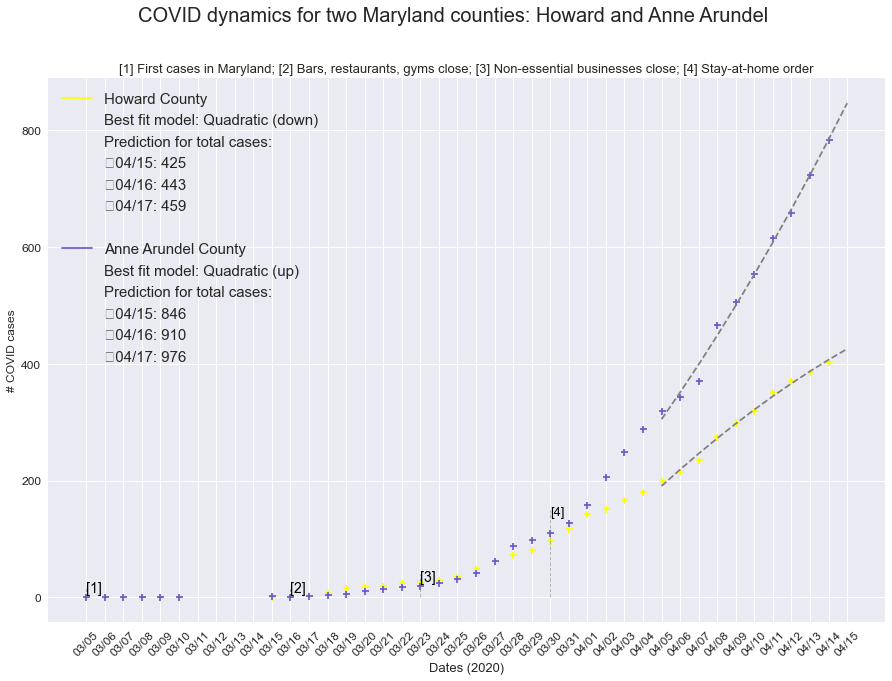 COVID dynamics for two Maryland counties: Howard and Anne Arundel
[1] First cases in Maryland; [2] Bars, restaurants, gyms close; [3] Non-essential businesses close; [4] Stay-at-home order
Howard County
Best fit model: Quadratic (down)
Prediction for total cases:
04/15: 425
04/16: 443
04/17: 459
Anne Arundel County
Best fit model: Quadratic (up)
Prediction for total cases:
04/15: 846
04/16: 910
04/17: 976
# COVID cases
800
600
400
200
0
[1]
[2]
[3]
[4]
03/05 03/06 03/07 03/08 03/09 03/10 03/11 03/12 03/13 03/14 03/15 03/16 03/17 03/18 03/19 03/20 03/21 03/22 03/23 03/24 03/25 03/26 03/27 03/28 03/29 03/30 03/31 04/01 04/02 04/03 04/04 04/05 04/06 04/07 04/08 04/09 04/10 04/11 04/12 04/13 04/14 04/15
Dates (2020)